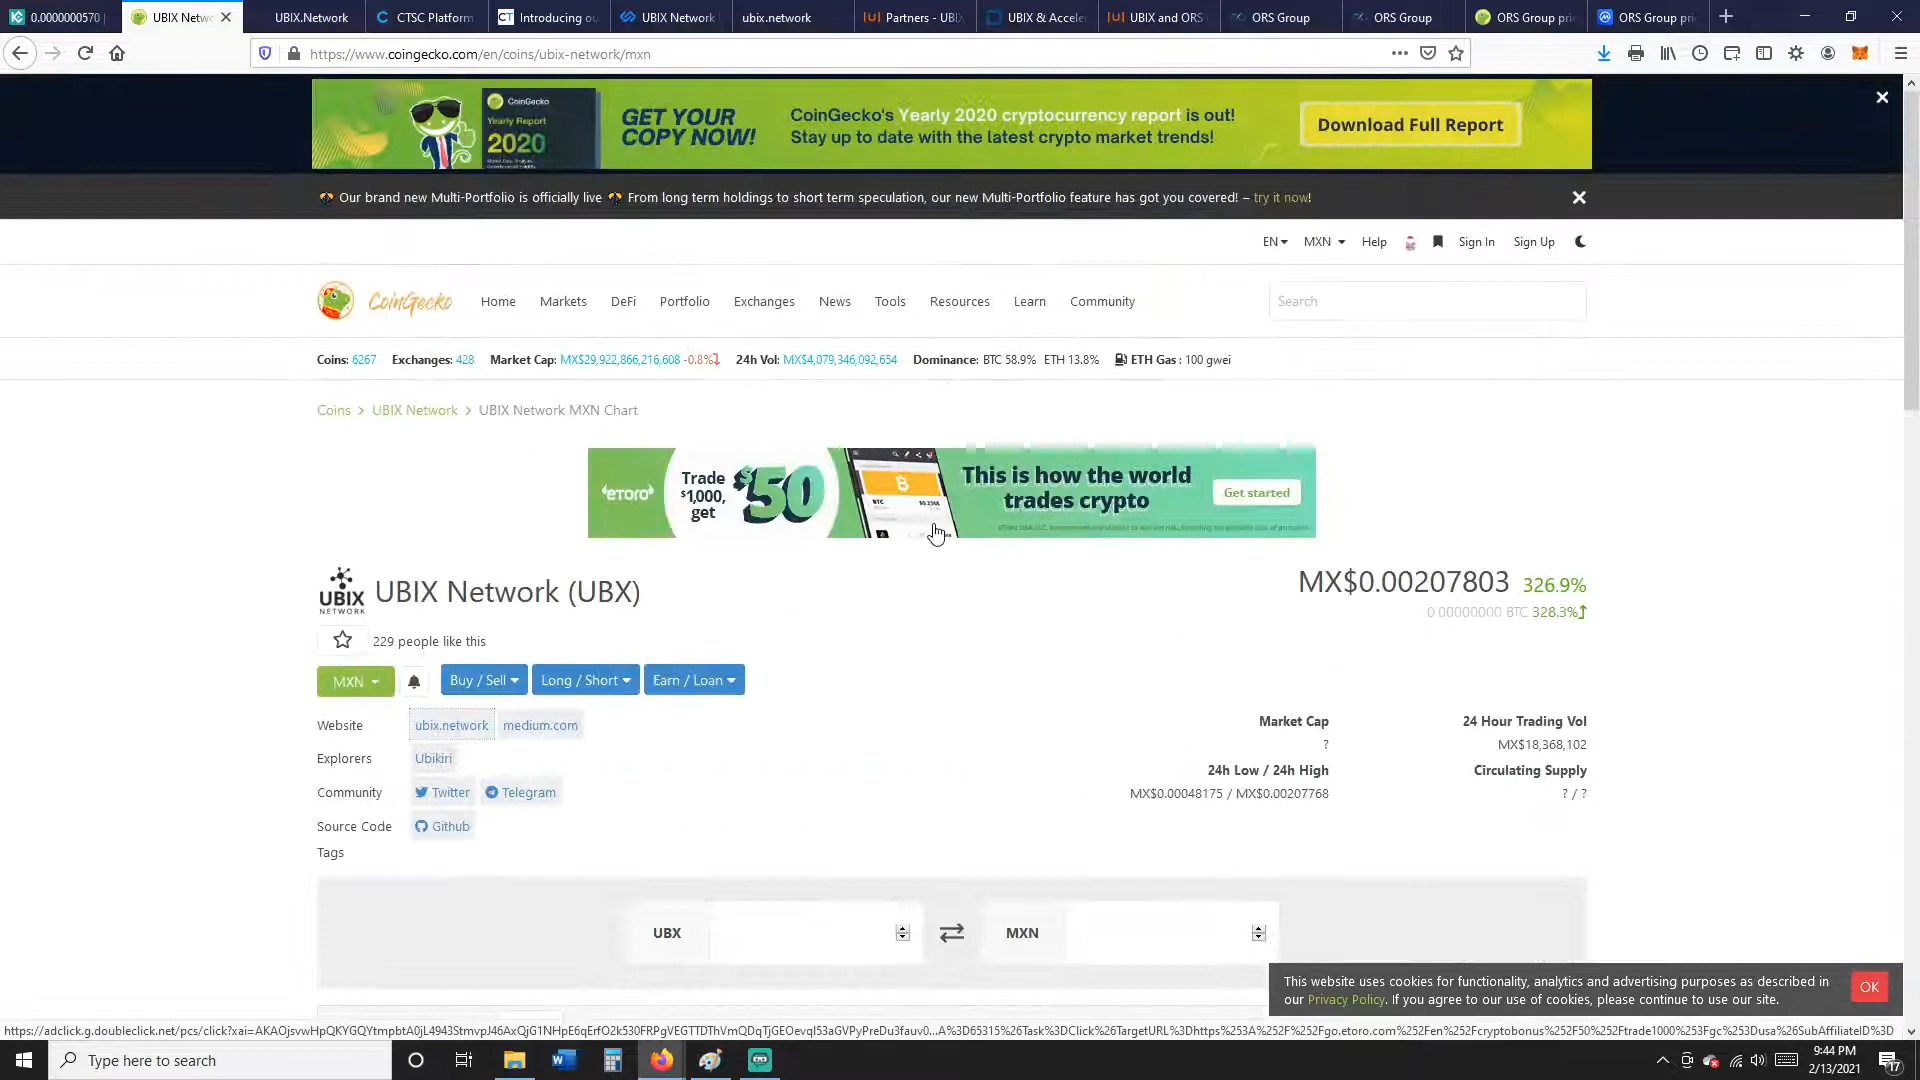 0.0000000570 |
UBIX Netwo
UBIX.Network
CTSC Platform
Introducing ou
UBIX Network
ubix.network
Partners - UBIX
UBIX & Accele
UBIX and ORS
ORS Group
ORS Group
ORS Group pri
ORS Group pri
https://www.coingecko.com/en/coins/ubix-network/mxn
CoinGecko
Yearly Report
2020
GET YOUR
COPY NOW!
CoinGecko's Yearly 2020 cryptocurrency report is out!
Stay up to date with the latest crypto market trends!
Download Full Report
Our brand new Multi-Portfolio is officially live
From long term holdings to short term speculation, our new Multi-Portfolio feature has got you covered! – try it now!
EN MXN Help Sign In Sign Up
CoinGecko Home Markets DeFi Portfolio Exchanges News Tools Resources Learn Community Search
Coins: 6267 Exchanges: 428 Market Cap: MX$29,922,866,216,608 -0.8% 24h Vol: MX$4,079,346,092,654 Dominance: BTC 58.9% ETH 13.8% ETH Gas : 100 gwei
Coins > UBIX Network > UBIX Network MXN Chart
eToro
Trade
$1,000,
get
$50
BTC
This is how the world
trades crypto
Get started
UBIX
NETWORK
UBIX Network (UBX)
MX$0.00207803 326.9%
0.00000000 BTC 328.3%
229 people like this
MXN Buy / Sell Long / Short Earn / Loan
Website ubix.network medium.com
Explorers Ubikiri
Community Twitter Telegram
Source Code Github
Tags
Market Cap
?
24 Hour Trading Vol
MX$18,368,102
24h Low / 24h High
MX$0.00048175 / MX$0.00207768
Circulating Supply
? / ?
UBX MXN
This website uses cookies for functionality, analytics and advertising purposes as described in
our Privacy Policy. If you agree to our use of cookies, please continue to use our site.
OK
Type here to search
9:44 PM
2/13/2021
17